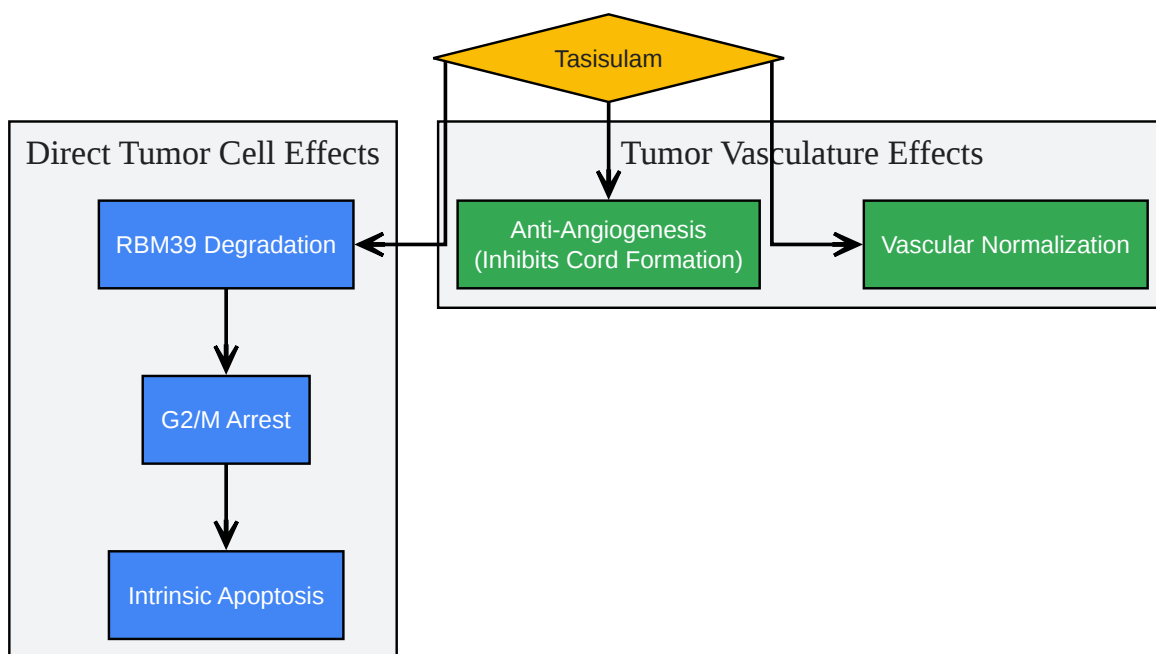 Tasisulam
Direct Tumor Cell Effects
Tumor Vasculature Effects
RBM39 Degradation
Anti-Angiogenesis
(Inhibits Cord Formation)
Vascular Normalization
G2/M Arrest
Intrinsic Apoptosis